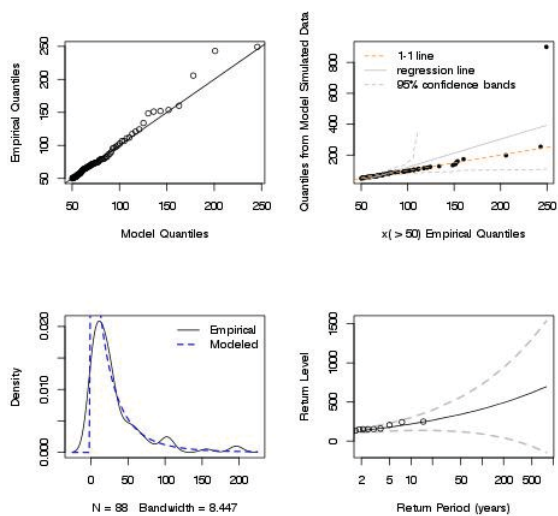 Empirical Quantiles
250
200
150
100
50
50 100 150 200 250
Model Quantiles
Quantiles from Model Simulated Data
800
600
400
200
1-1 line
regression line
95% confidence bands
50 100 150 200 250
x( > 50) Empirical Quantiles
Density
0.020
0.010
0.000
Empirical
Modeled
0 50 100 150 200
N = 88 Bandwidth = 8.447
Return Level
1500
1000
500
0
2 5 10 50 200 500
Return Period (years)